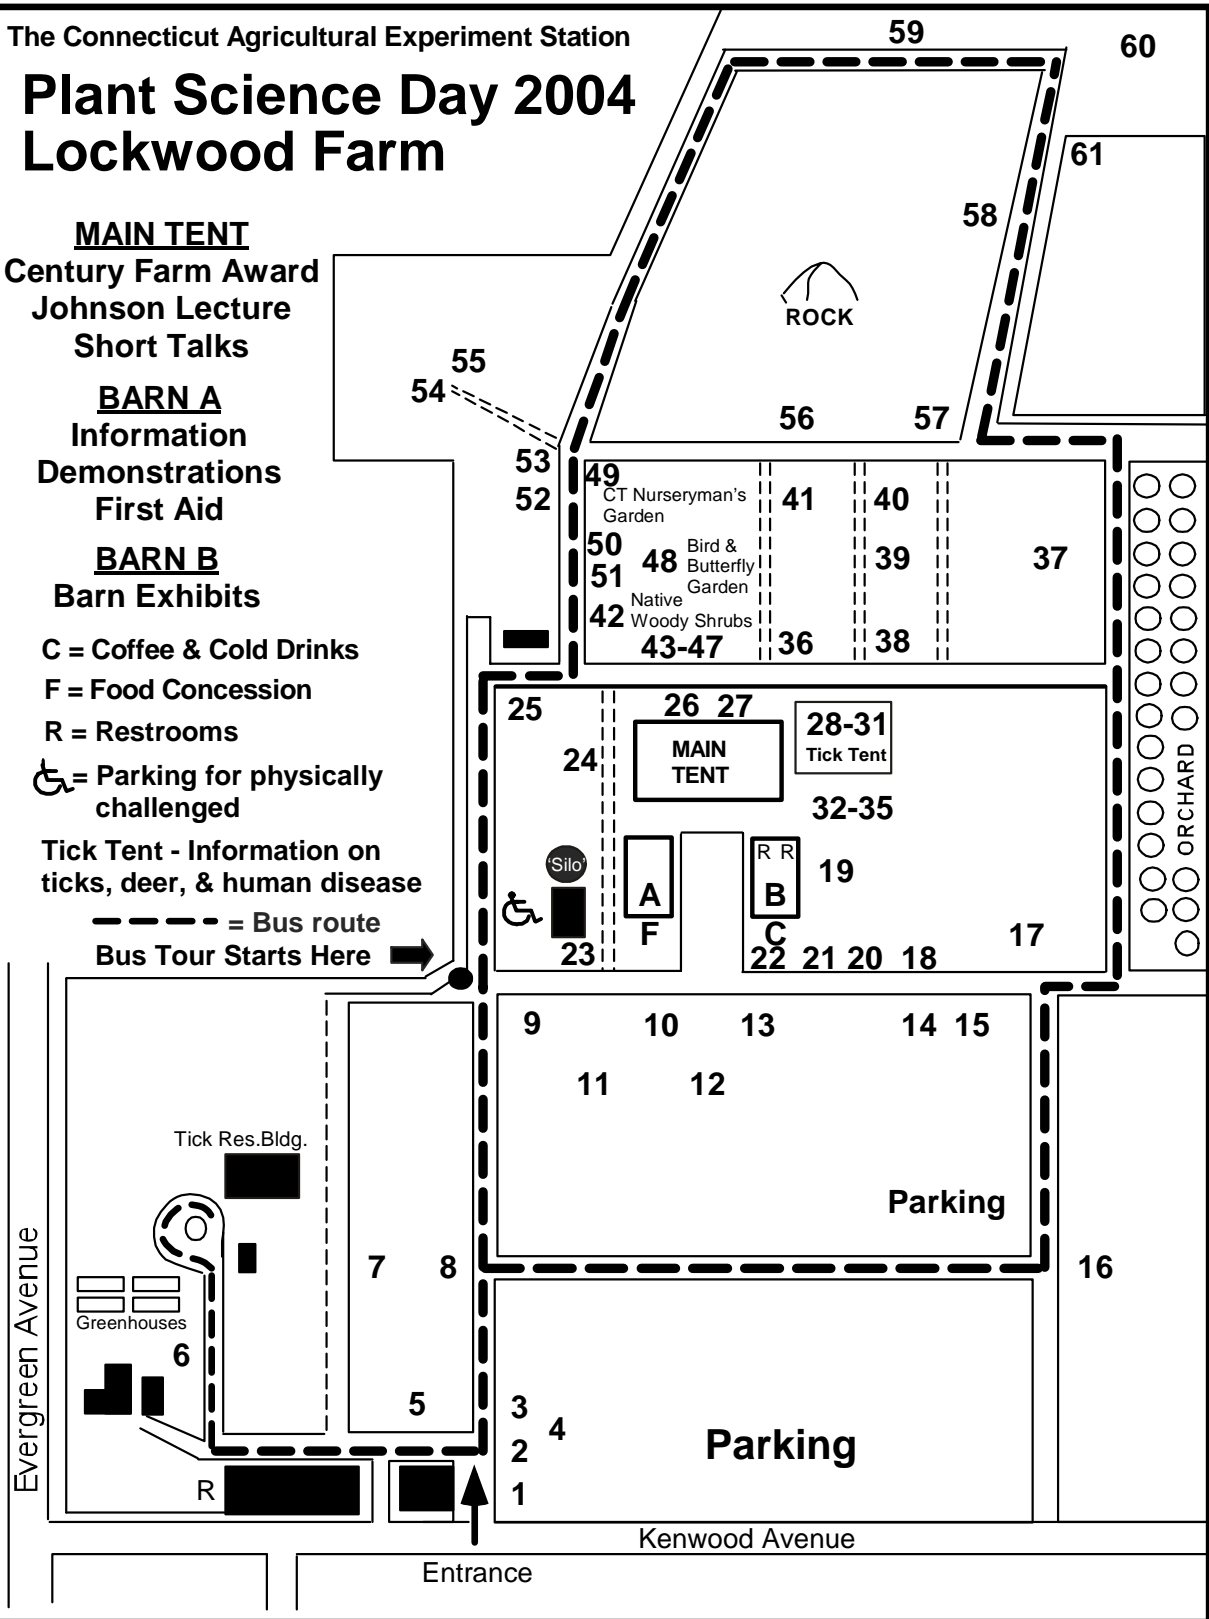 The Connecticut Agricultural Experiment Station
Plant Science Day 2004
Lockwood Farm
MAIN TENT
Century Farm Award
Johnson Lecture
Short Talks
BARN A
Information
Demonstrations
First Aid
BARN B
Barn Exhibits
C = Coffee & Cold Drinks
F = Food Concession
R = Restrooms
= Parking for physically
challenged
Tick Tent - Information on
ticks, deer, & human disease
= Bus route
Bus Tour Starts Here
59
60
61
58
ROCK
55
54
56
57
53
49
52
CT Nurseryman's
Garden
41
40
50
48
Bird &
Butterfly
Garden
39
37
51
42
Native
Woody Shrubs
43-47
36
38
25
26 27
28-31
Tick Tent
MAIN
TENT
24
32-35
ORCHARD
'Silo'
R R
19
A
B
F
C
23
22 21 20 18
17
9
10
13
14 15
11
12
Tick Res.Bldg.
Parking
7
8
16
Greenhouses
6
Evergreen Avenue
5
3
4
2
1
Parking
R
Kenwood Avenue
Entrance